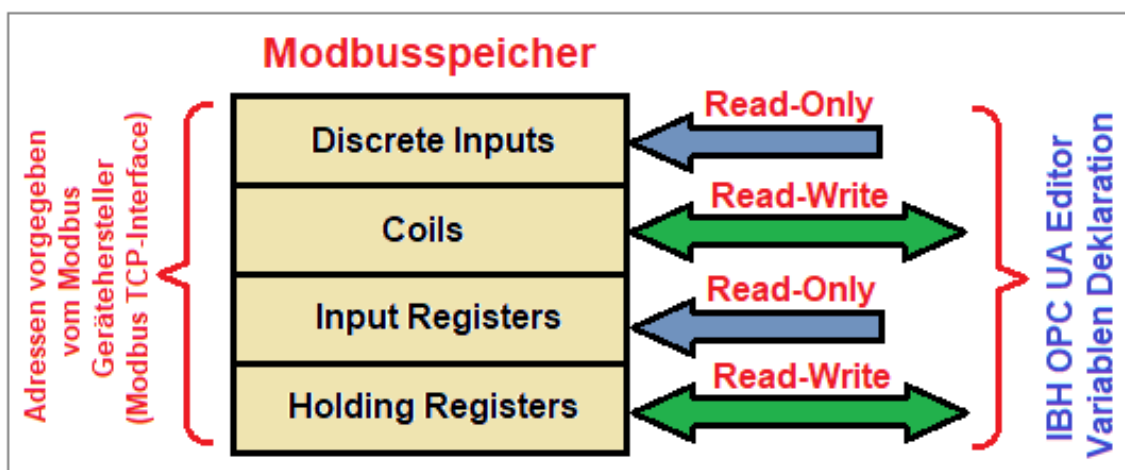 Modbusspeicher
Adressen vorgegeben
vom Modbus
Gerätehersteller
(Modbus TCP-Interface)
Discrete Inputs
Read-Only
Coils
Read-Write
Input Registers
Read-Only
Holding Registers
Read-Write
IBH OPC UA Editor
Variablen Deklaration